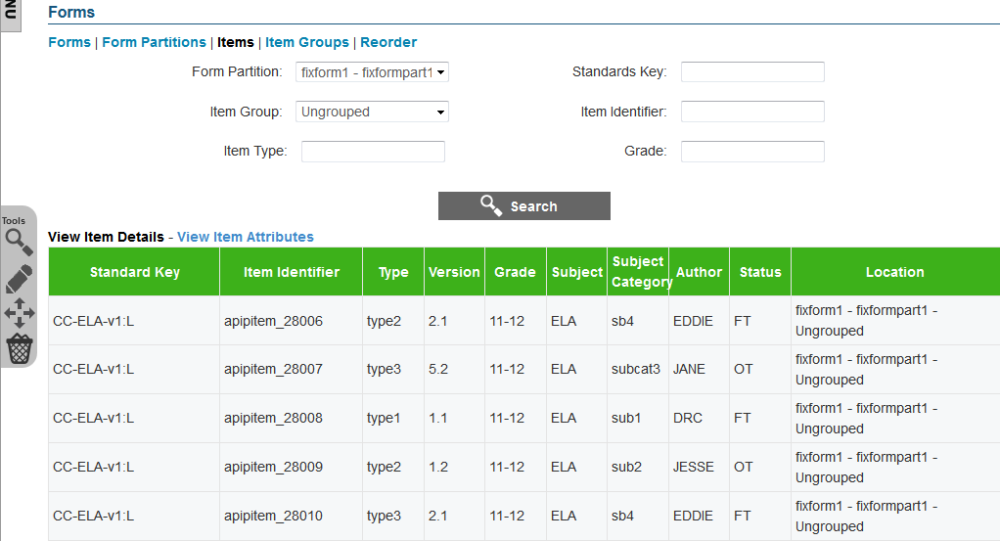 NU
Forms
Forms | Form Partitions | Items | Item Groups | Reorder
Form Partition: fixform1 - fixformpart1 Standards Key:
Item Group: Ungrouped Item Identifier:
Item Type: Grade:
Search
Tools
View Item Details - View Item Attributes
Standard Key Item Identifier Type Version Grade Subject Subject Category Author Status Location
CC-ELA-v1:L apipitem_28006 type2 2.1 11-12 ELA sb4 EDDIE FT fixform1 - fixformpart1 -
Ungrouped
CC-ELA-v1:L apipitem_28007 type3 5.2 11-12 ELA subcat3 JANE OT fixform1 - fixformpart1 -
Ungrouped
CC-ELA-v1:L apipitem_28008 type1 1.1 11-12 ELA sub1 DRC FT fixform1 - fixformpart1 -
Ungrouped
CC-ELA-v1:L apipitem_28009 type2 1.2 11-12 ELA sub2 JESSE OT fixform1 - fixformpart1 -
Ungrouped
CC-ELA-v1:L apipitem_28010 type3 2.1 11-12 ELA sb4 EDDIE FT fixform1 - fixformpart1 -
Ungrouped